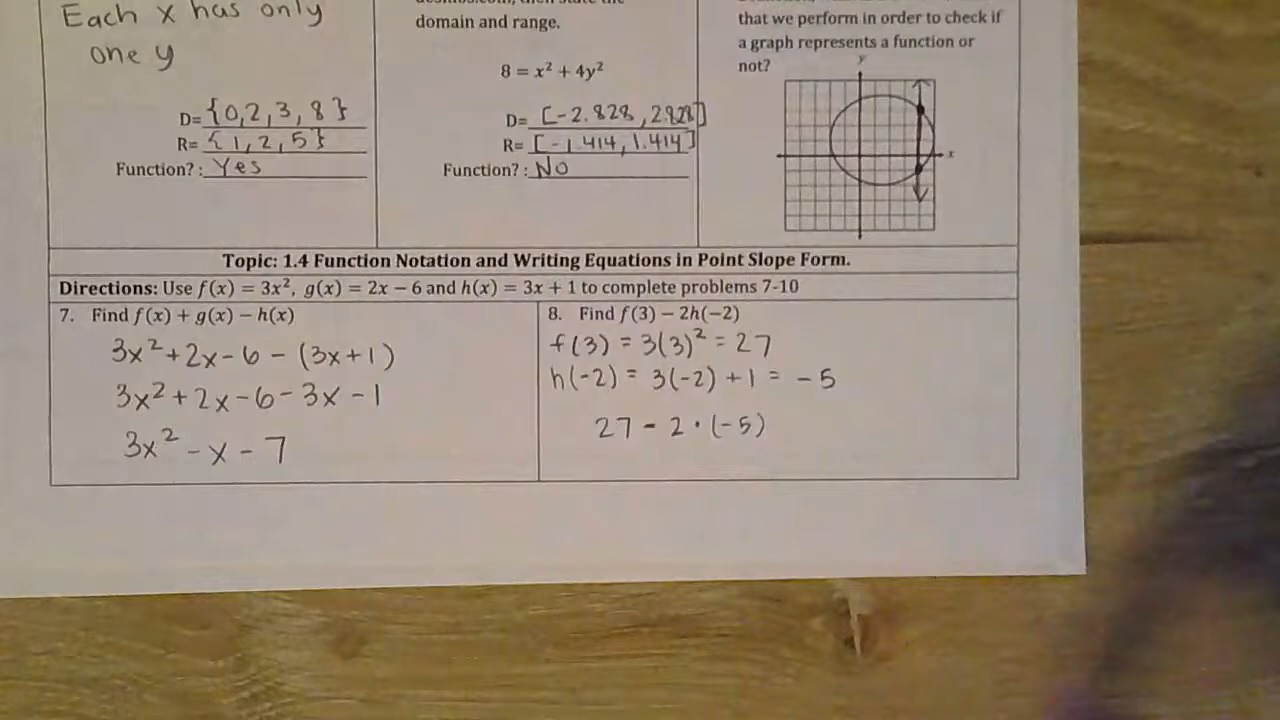 Each x has only
one y
D= {0,2,3,8}
R= {1,2,5}
Function? : Yes
domain and range.
8 = x² + 4y²
D= [-2.828, 2.828]
R= [-1.414, 1.414]
Function? : No
that we perform in order to check if
a graph represents a function or
not?
y
x
Topic: 1.4 Function Notation and Writing Equations in Point Slope Form.
Directions: Use f(x) = 3x², g(x) = 2x − 6 and h(x) = 3x + 1 to complete problems 7-10
7. Find f(x) + g(x) − h(x)
3x² + 2x - 6 - (3x+1)
3x² + 2x - 6 - 3x - 1
3x² - x - 7
8. Find f(3) − 2h(−2)
f(3) = 3(3)² = 27
h(-2) = 3(-2) + 1 = -5
27 - 2 · (-5)